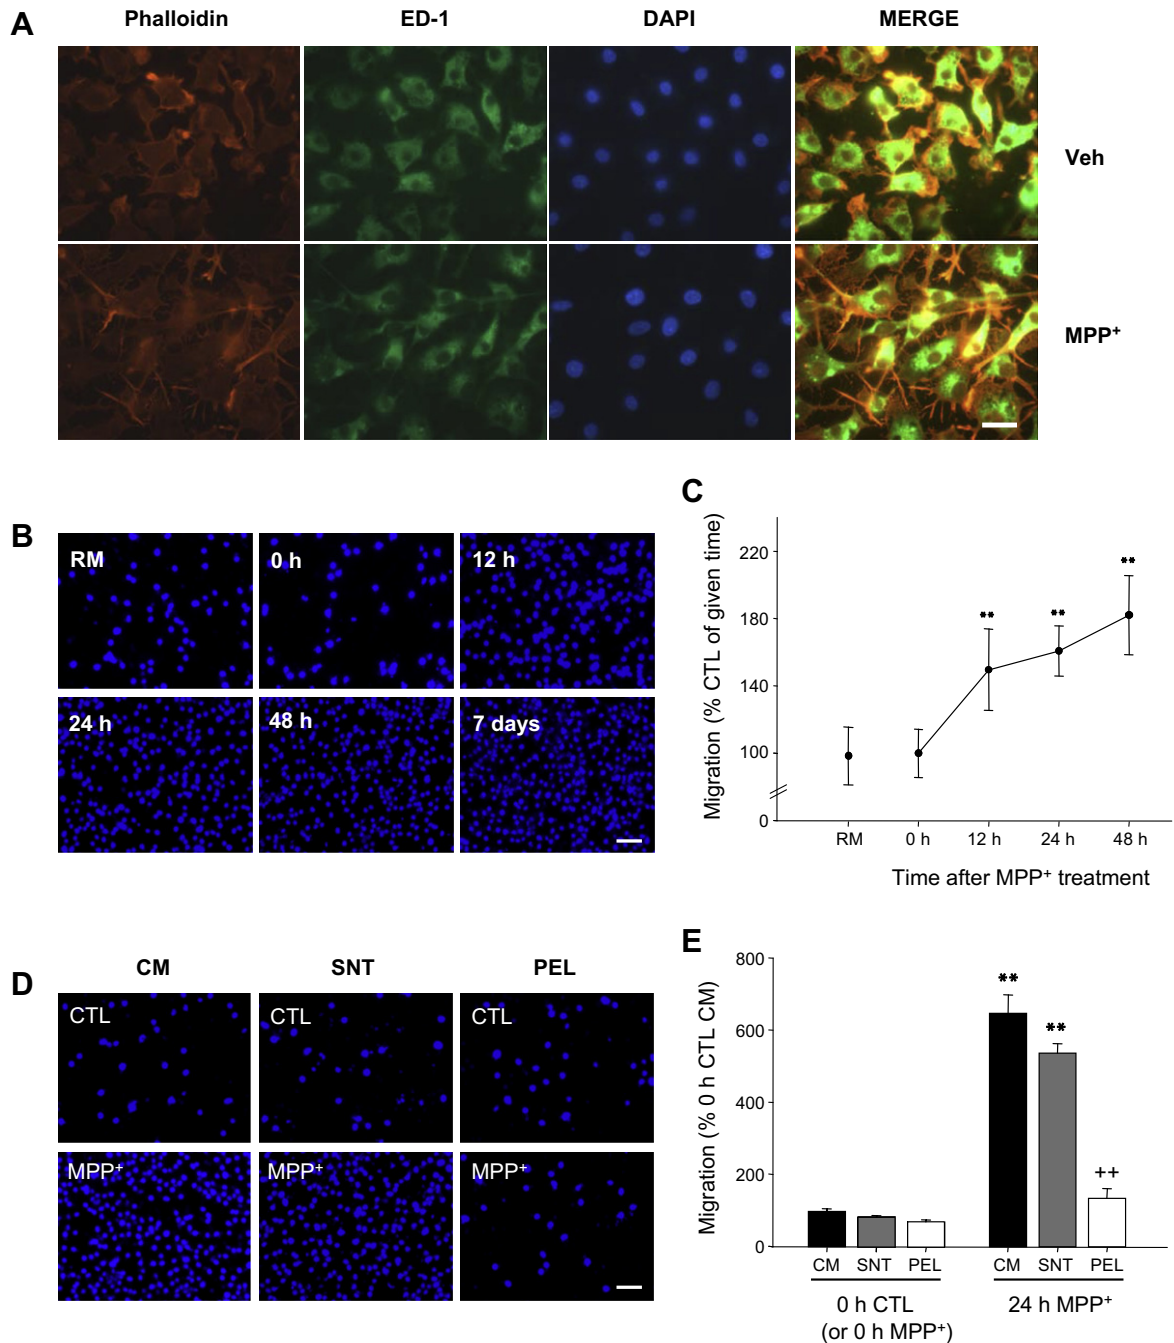 A
Phalloidin ED-1 DAPI MERGE
Veh
MPP⁺
B
RM 0 h 12 h
24 h 48 h 7 days
C
Migration (% CTL of given time)
220
180
140
100
0
RM 0 h 12 h 24 h 48 h
** ** **
Time after MPP⁺ treatment
D
CM SNT PEL
CTL CTL CTL
MPP⁺ MPP⁺ MPP⁺
E
Migration (% 0 h CTL CM)
800
600
400
200
0
** ** ++
CM SNT PEL CM SNT PEL
0 h CTL 24 h MPP⁺
(or 0 h MPP⁺)